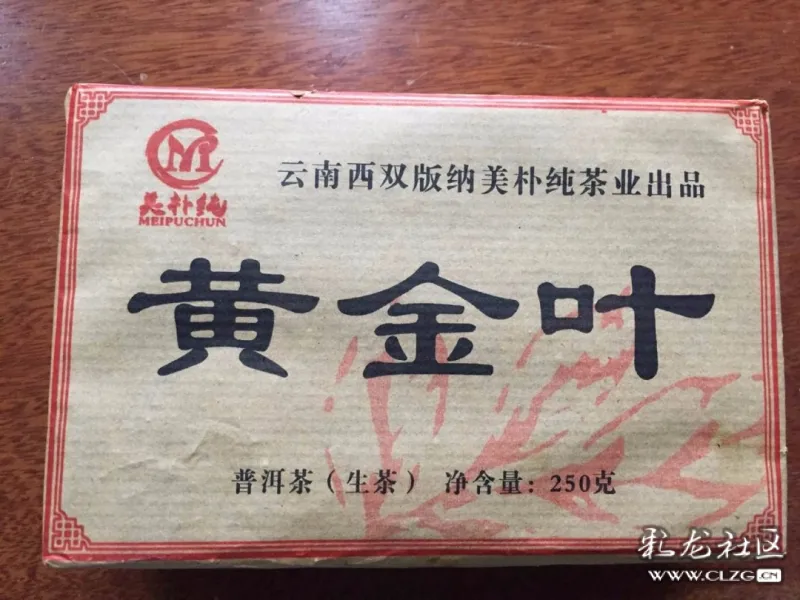 美朴纯
MEIPUCHUN
云南西双版纳美朴纯茶业出品
黄金叶
普洱茶（生茶） 净含量：250克
彩龙社区
WWW.CLZG.CN